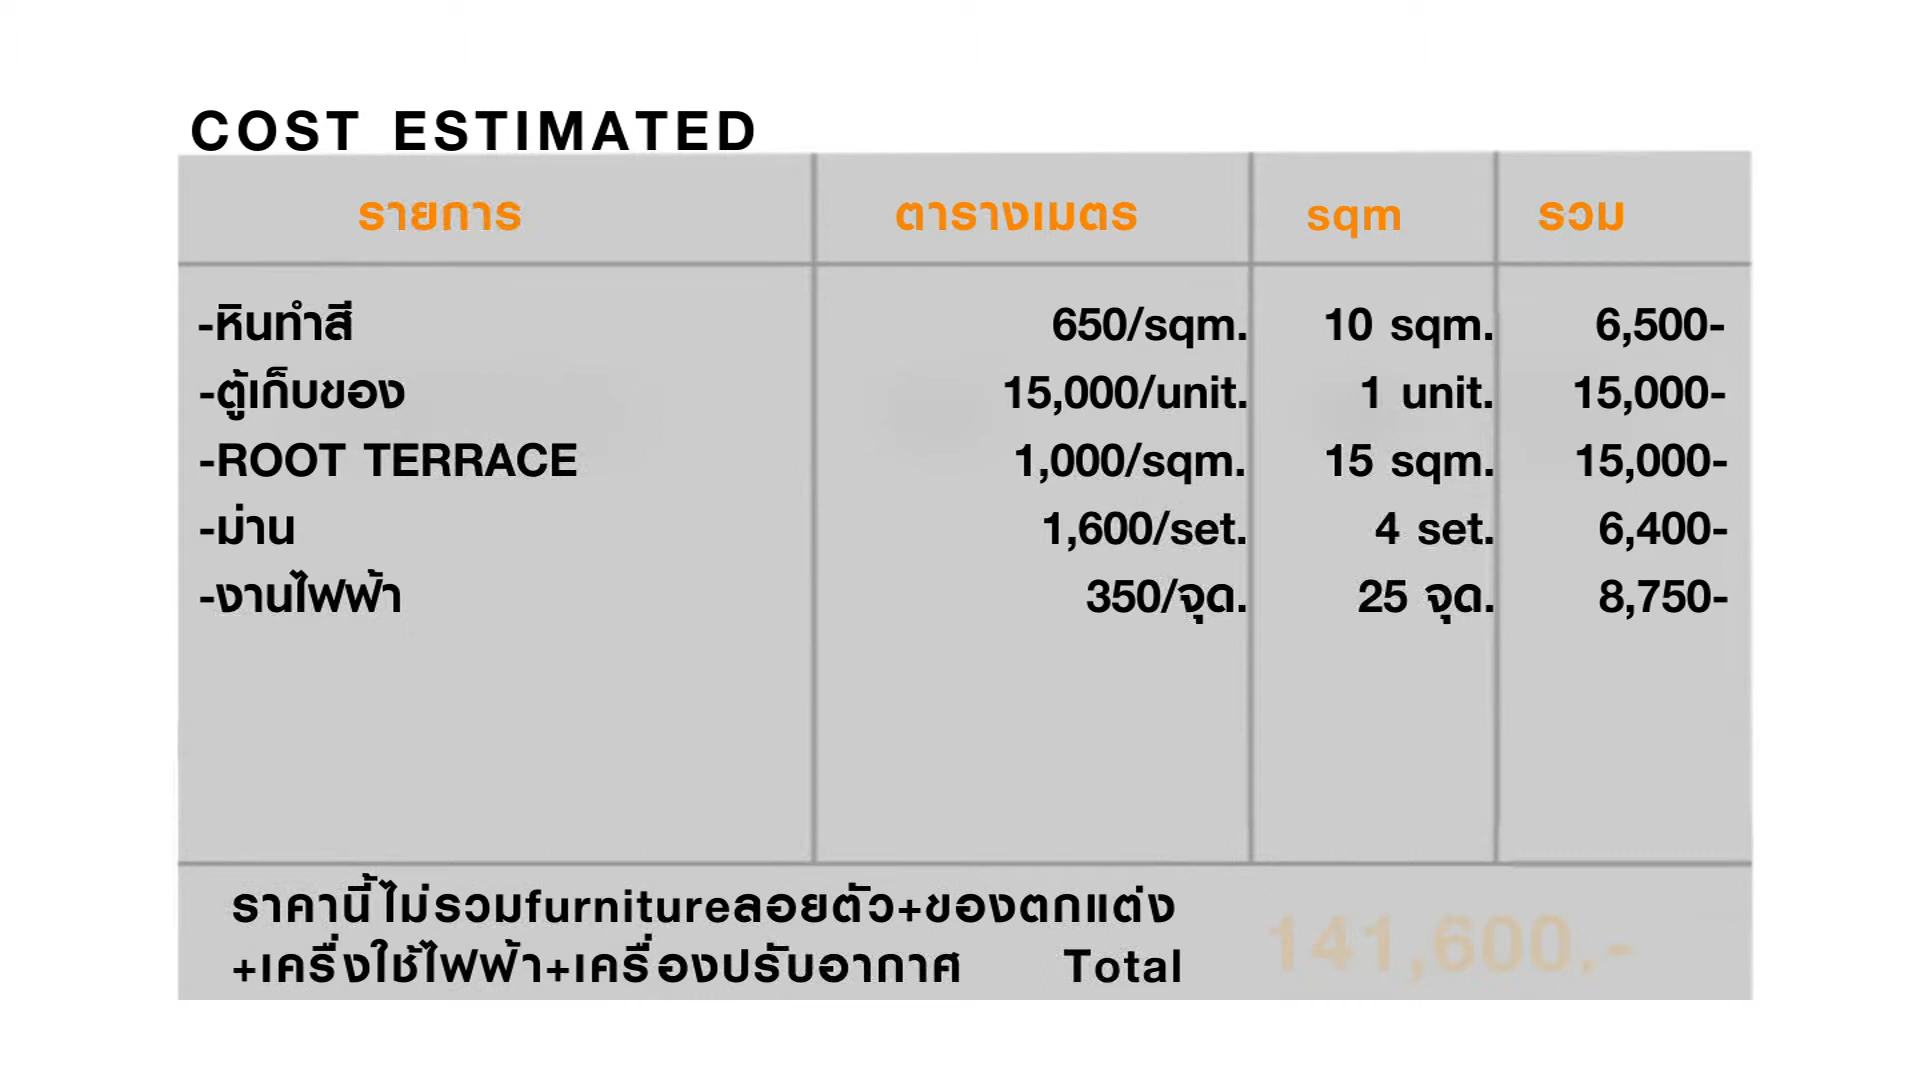 COST ESTIMATED
รายการ ตารางเมตร sqm รวม
-หินทำสี 650/sqm. 10 sqm. 6,500-
-ตู้เก็บของ 15,000/unit. 1 unit. 15,000-
-ROOT TERRACE 1,000/sqm. 15 sqm. 15,000-
-ม่าน 1,600/set. 4 set. 6,400-
-งานไฟฟ้า 350/จุด. 25 จุด. 8,750-
ราคานี้ไม่รวมfurnitureลอยตัว+ของตกแต่ง
+เครื่งใช้ไฟฟ้า+เครื่องปรับอากาศ Total 141,600.-